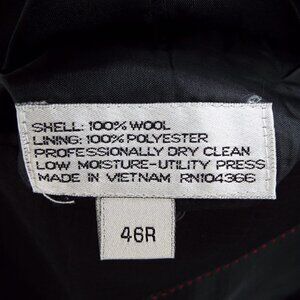 SHELL: 100% WOOL
LINING: 100% POLYESTER
PROFESSIONALLY DRY CLEAN
LOW MOISTURE-UTILITY PRESS
MADE IN VIETNAM RN104366
46R